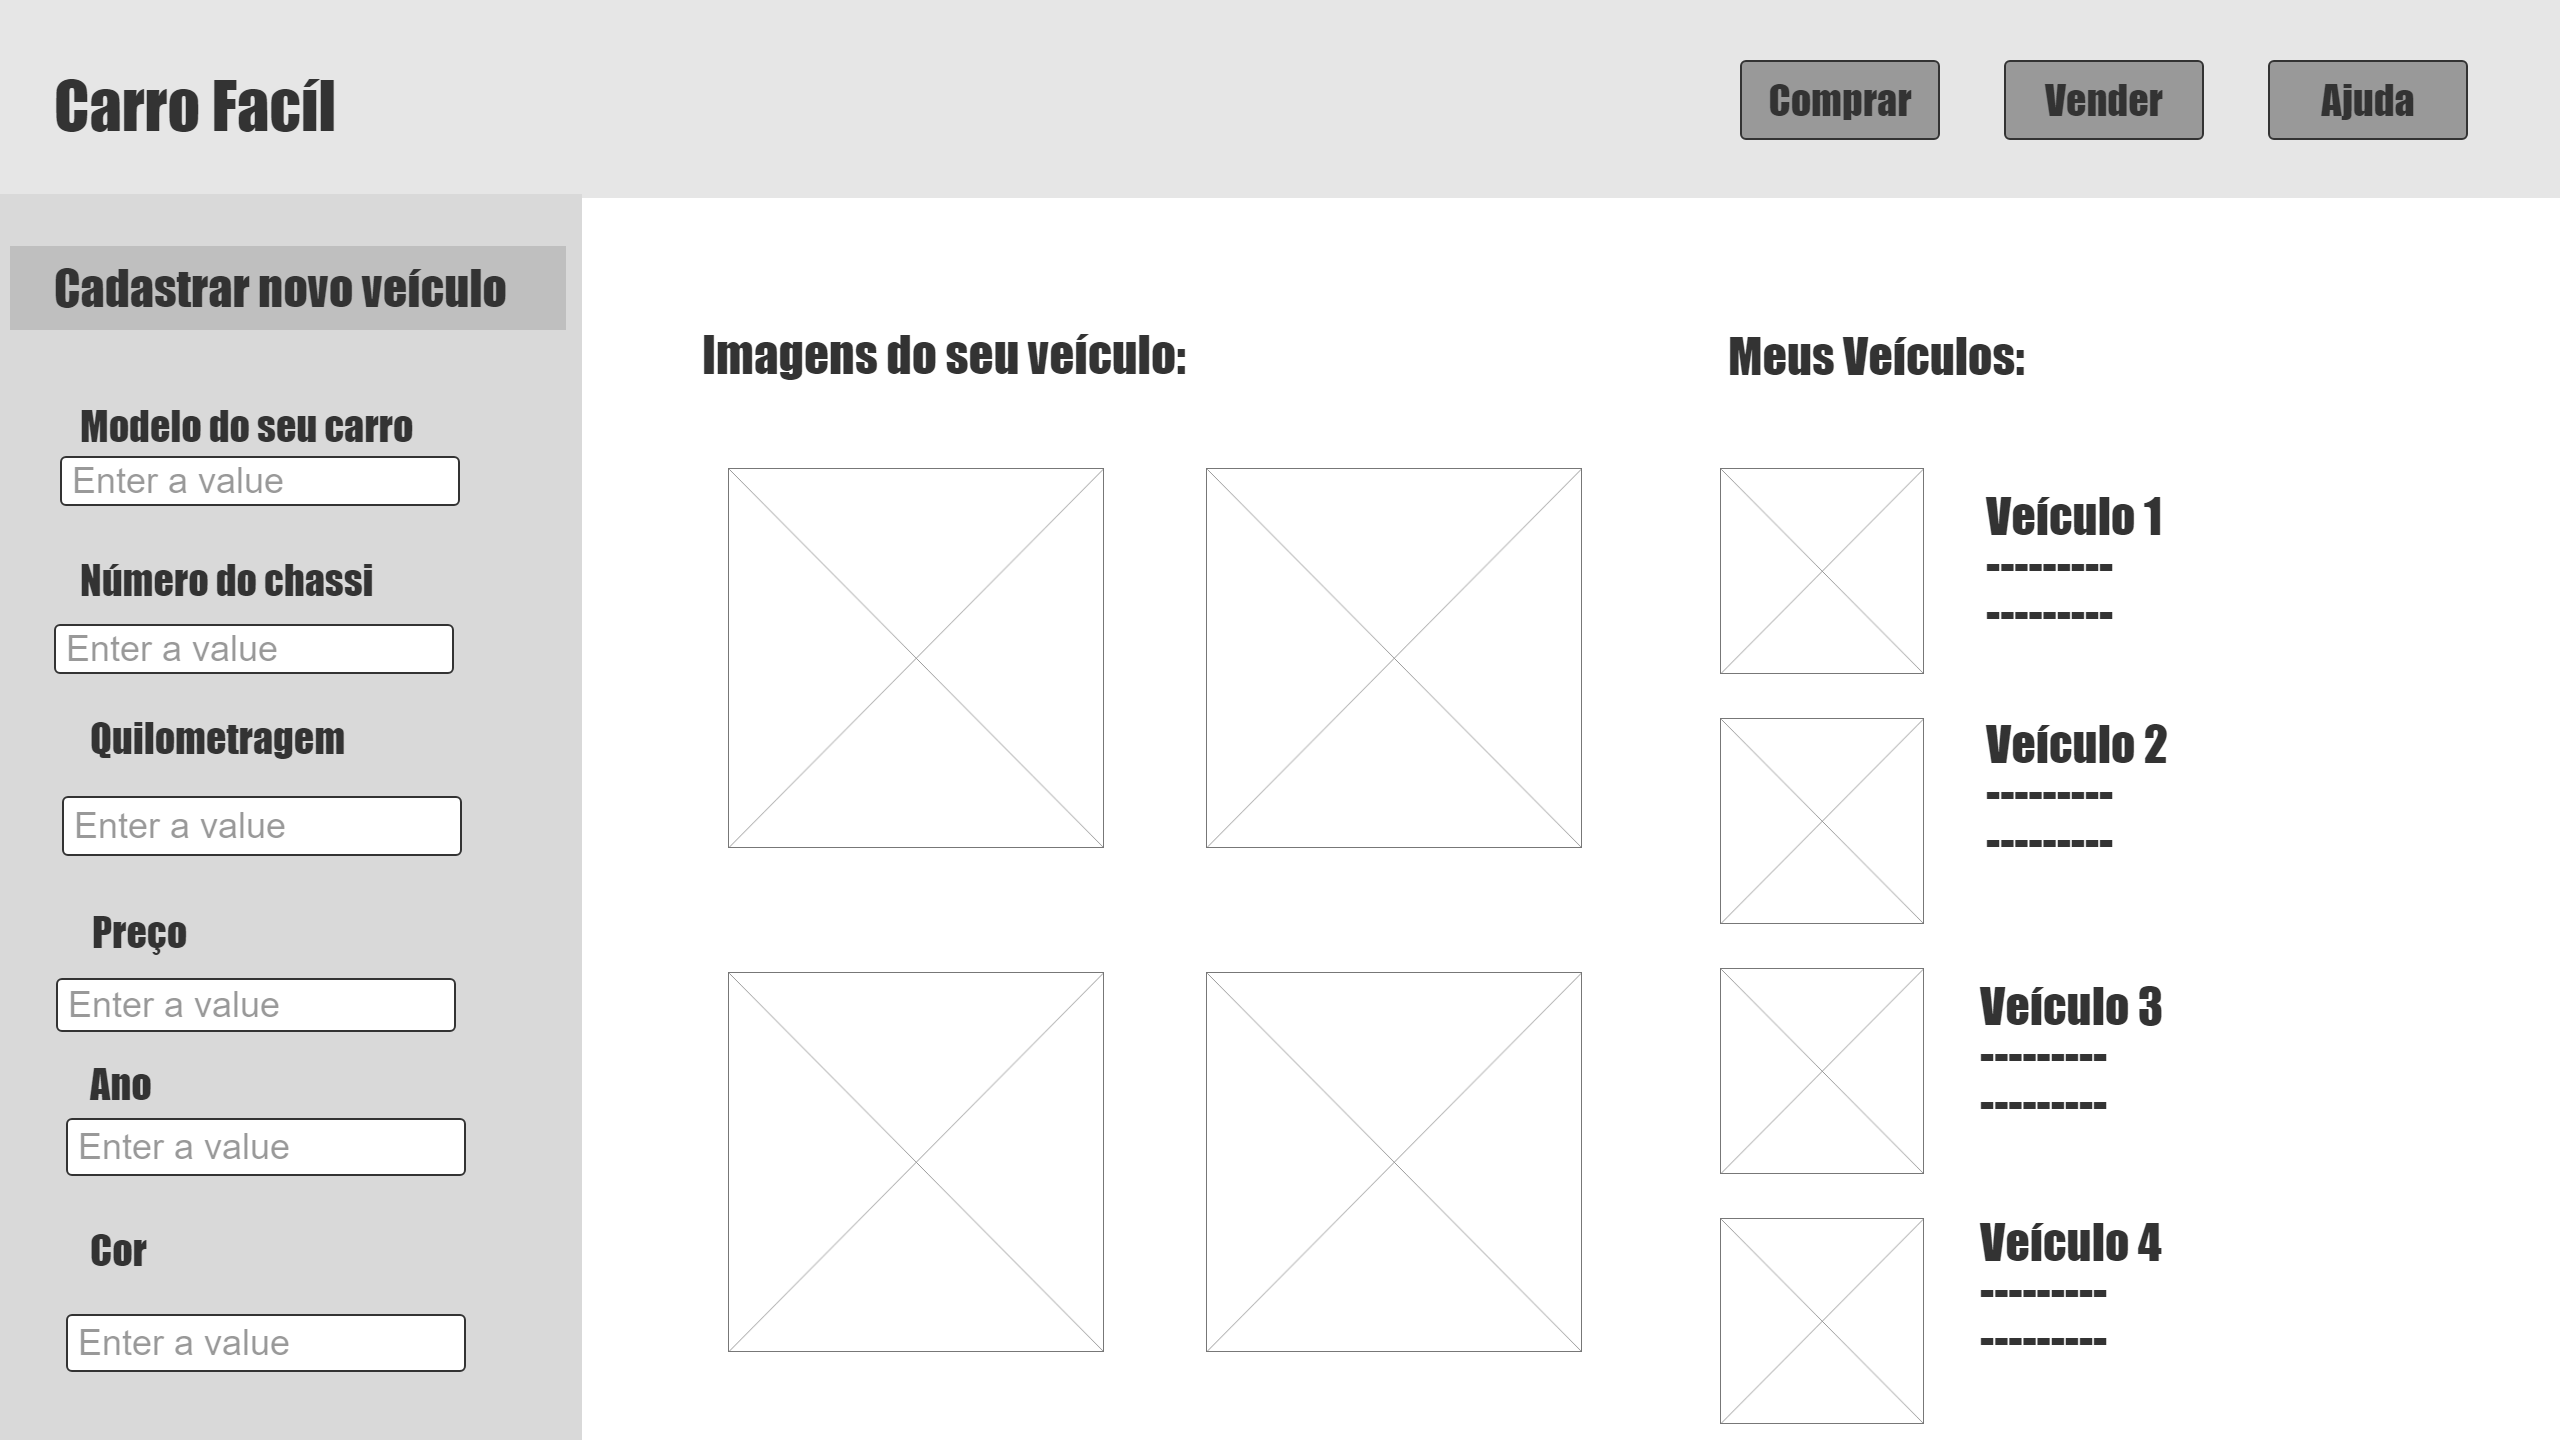 Carro Facíl
Comprar
Vender
Ajuda
Cadastrar novo veículo
Modelo do seu carro
Enter a value
Número do chassi
Enter a value
Quilometragem
Enter a value
Preço
Enter a value
Ano
Enter a value
Cor
Enter a value
Imagens do seu veículo:
Meus Veículos:
Veículo 1
---------
---------
Veículo 2
---------
---------
Veículo 3
---------
---------
Veículo 4
---------
---------